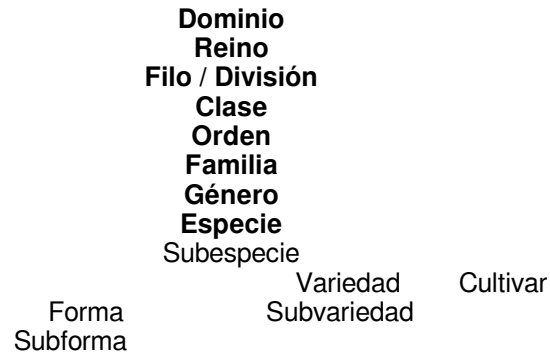 Dominio
Reino
Filo / División
Clase
Orden
Familia
Género
Especie
Subespecie
Variedad Cultivar
Forma Subvariedad
Subforma